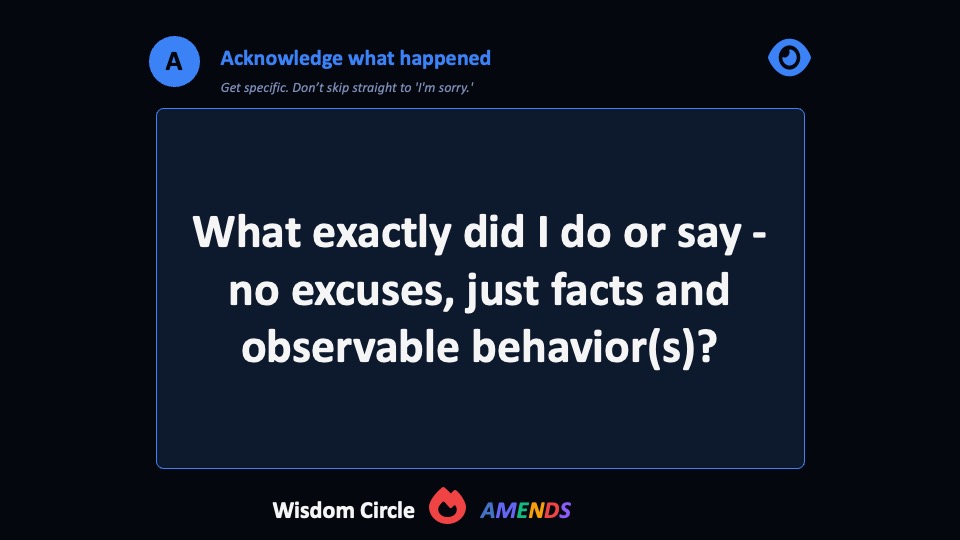 A
Acknowledge what happened
Get specific. Don’t skip straight to 'I'm sorry.'
What exactly did I do or say -
no excuses, just facts and
observable behavior(s)?
Wisdom Circle AMENDS